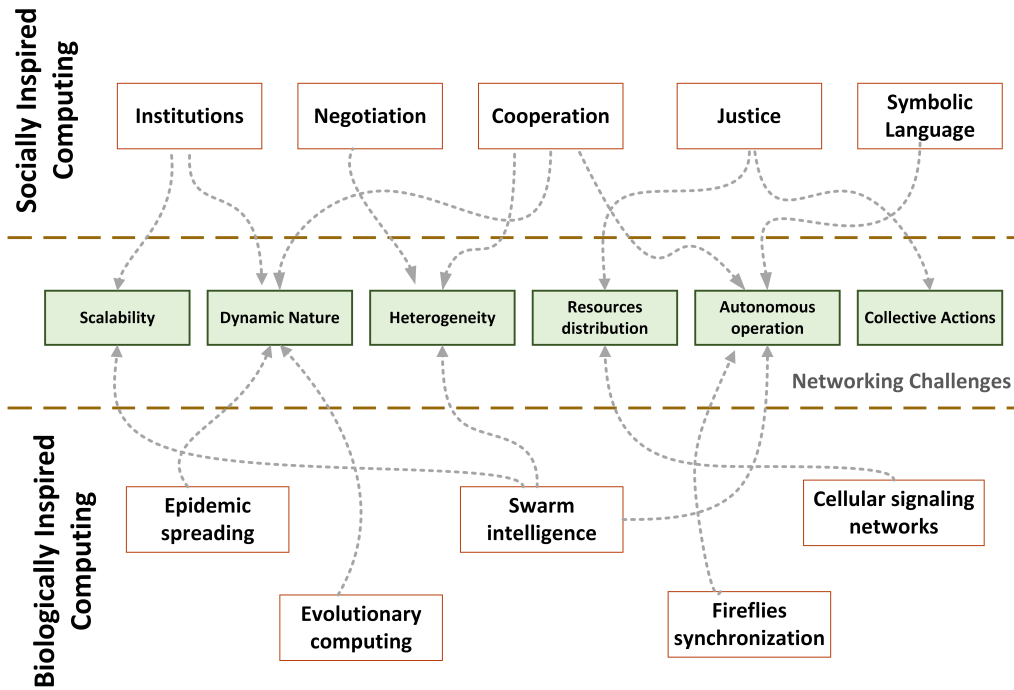 Socially Inspired
Computing
Institutions
Negotiation
Cooperation
Justice
Symbolic
Language
Scalability
Dynamic Nature
Heterogeneity
Resources
distribution
Autonomous
operation
Collective Actions
Networking Challenges
Biologically Inspired
Computing
Epidemic
spreading
Swarm
intelligence
Cellular signaling
networks
Evolutionary
computing
Fireflies
synchronization